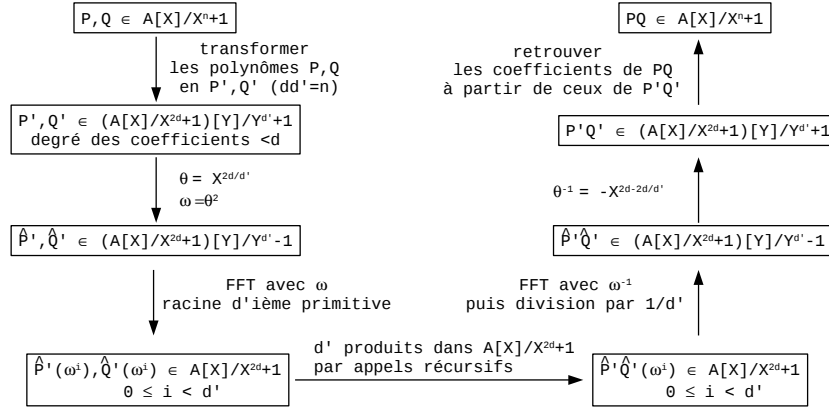 P,Q ∈ A[X]/Xⁿ+1
transformer
les polynômes P,Q
en P',Q' (dd'=n)
P',Q' ∈ (A[X]/X²ᵈ+1)[Y]/Yᵈ'+1
degré des coefficients <d
θ = X²ᵈ/ᵈ'
ω =θ²
P̂',Q̂' ∈ (A[X]/X²ᵈ+1)[Y]/Yᵈ'-1
FFT avec ω
racine d'ième primitive
P̂'(ωⁱ),Q̂'(ωⁱ) ∈ A[X]/X²ᵈ+1
0 ≤ i < d'
d' produits dans A[X]/X²ᵈ+1
par appels récursifs
P̂'Q̂'(ωⁱ) ∈ A[X]/X²ᵈ+1
0 ≤ i < d'
FFT avec ω⁻¹
puis division par 1/d'
P̂'Q̂' ∈ (A[X]/X²ᵈ+1)[Y]/Yᵈ'-1
θ⁻¹ = -X²ᵈ⁻²ᵈ/ᵈ'
P'Q' ∈ (A[X]/X²ᵈ+1)[Y]/Yᵈ'+1
retrouver
les coefficients de PQ
à partir de ceux de P'Q'
PQ ∈ A[X]/Xⁿ+1